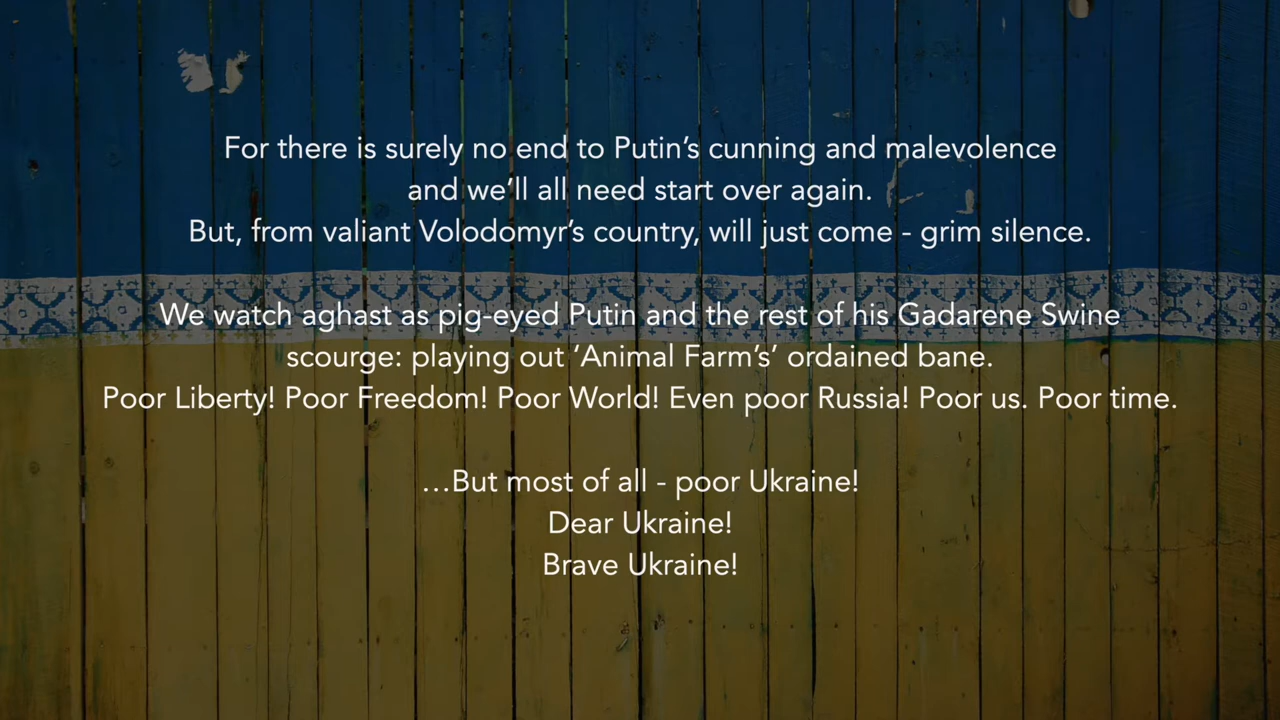 For there is surely no end to Putin’s cunning and malevolence
and we’ll all need start over again.
But, from valiant Volodomyr’s country, will just come - grim silence.
We watch aghast as pig-eyed Putin and the rest of his Gadarene Swine
scourge: playing out ‘Animal Farm’s’ ordained bane.
Poor Liberty! Poor Freedom! Poor World! Even poor Russia! Poor us. Poor time.
…But most of all - poor Ukraine!
Dear Ukraine!
Brave Ukraine!